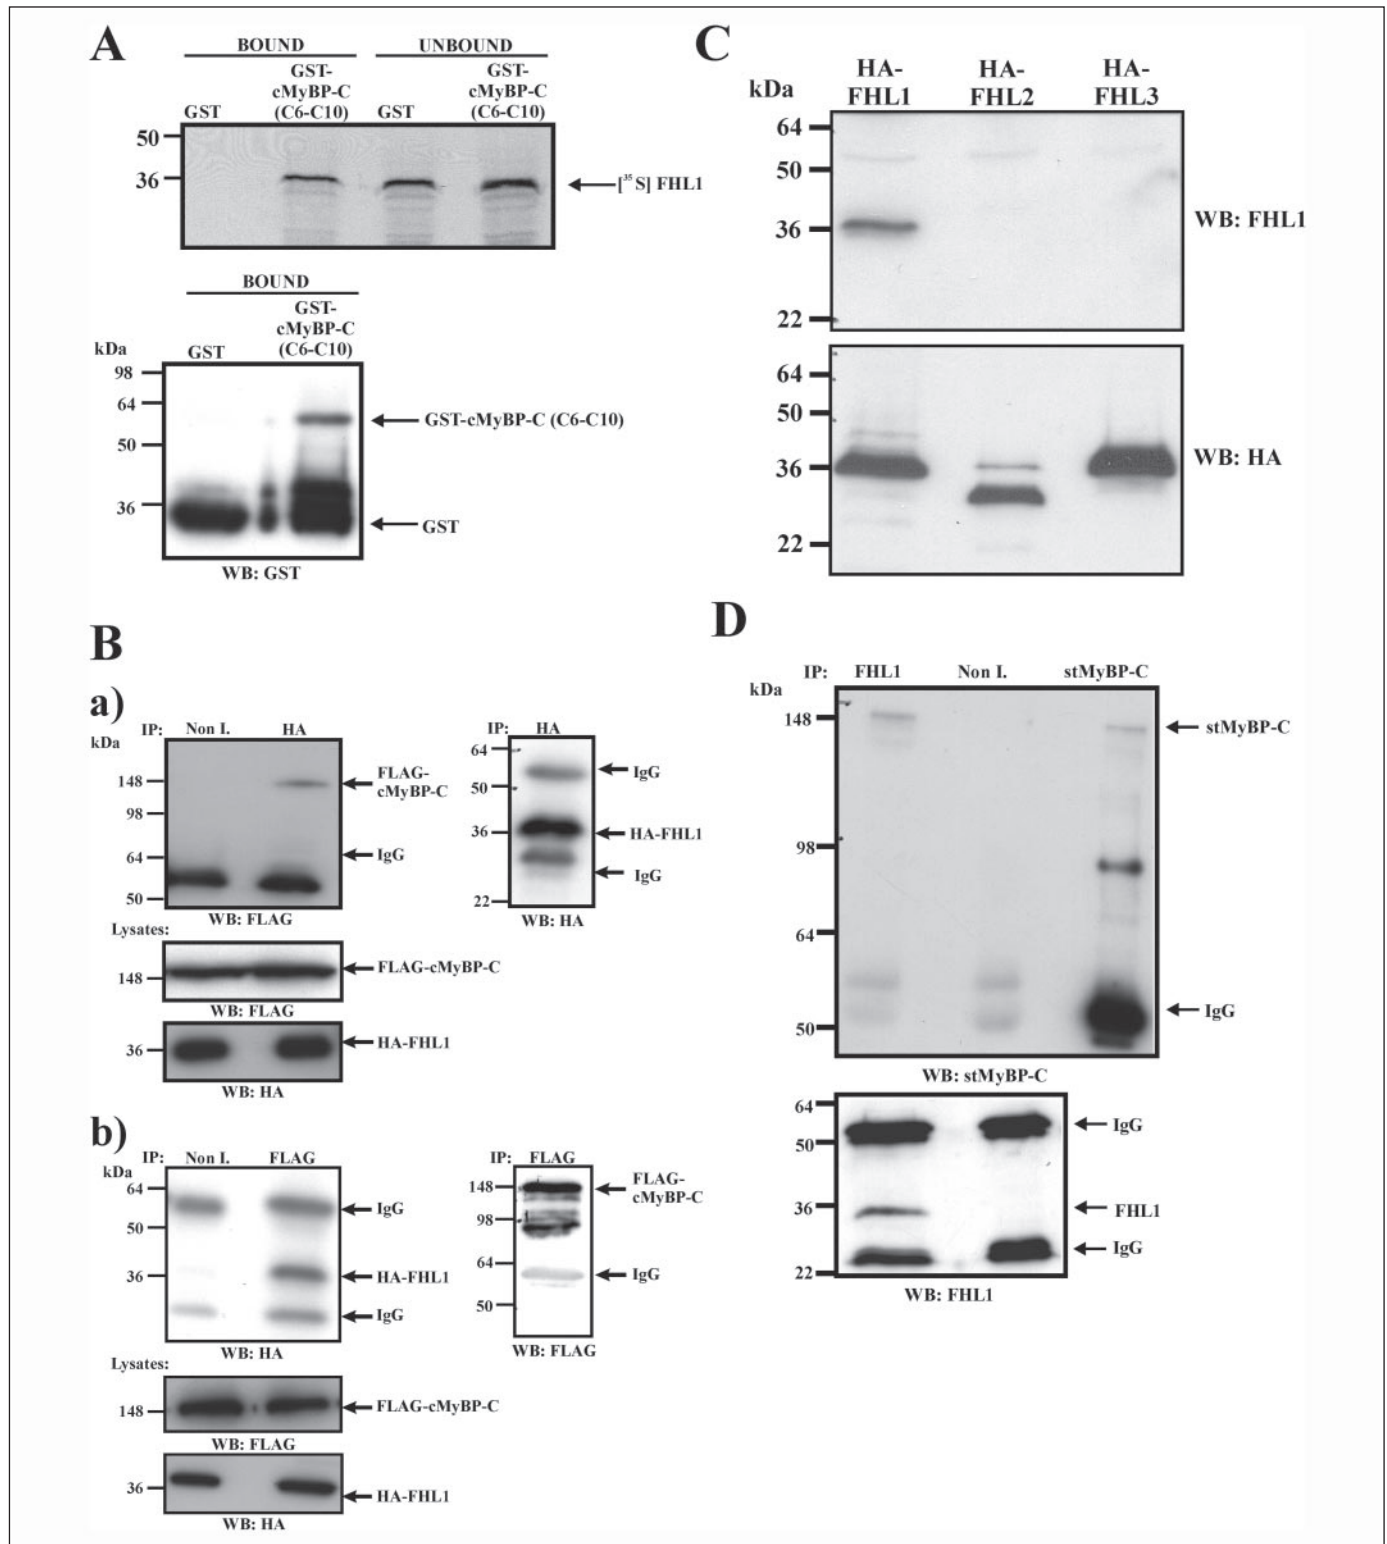 A
BOUND UNBOUND
GST-
cMyBP-C
(C6-C10)
GST-
cMyBP-C
(C6-C10)
GST GST
50
36
[35 S] FHL1
BOUND
GST-
cMyBP-C
(C6-C10)
kDa
GST
98
64
50
36
GST-cMyBP-C (C6-C10)
GST
WB: GST
B
a)
IP: Non I. HA
kDa
148
98
64
50
FLAG-
cMyBP-C
IgG
WB: FLAG
IP: HA
64
50
36
22
IgG
HA-FHL1
IgG
WB: HA
Lysates:
148
FLAG-cMyBP-C
WB: FLAG
36
HA-FHL1
WB: HA
b)
IP: Non I. FLAG
kDa
64
50
36
IgG
HA-FHL1
IgG
WB: HA
IP: FLAG
148
98
64
50
FLAG-
cMyBP-C
IgG
WB: FLAG
Lysates:
148
FLAG-cMyBP-C
WB: FLAG
36
HA-FHL1
WB: HA
C
kDa
HA-
FHL1
HA-
FHL2
HA-
FHL3
64
50
36
22
WB: FHL1
64
50
36
22
WB: HA
D
IP: FHL1 Non I. stMyBP-C
kDa
148
98
64
50
stMyBP-C
IgG
WB: stMyBP-C
64
50
36
22
IgG
FHL1
IgG
WB: FHL1